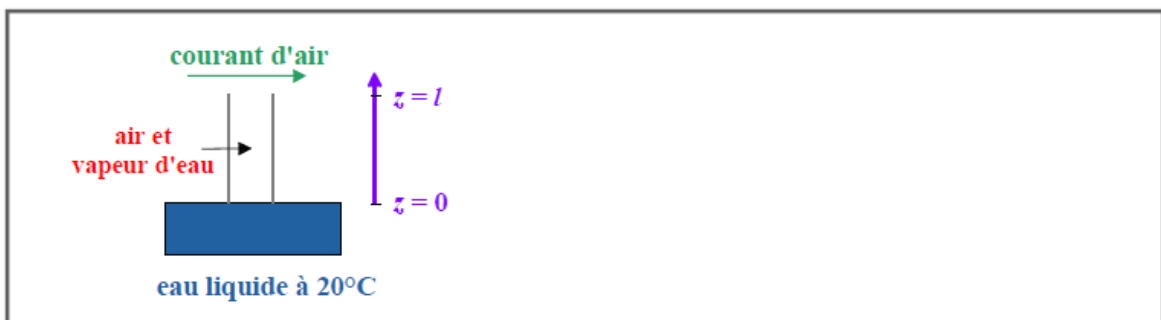 courant d'air
z = l
air et
vapeur d'eau
z = 0
eau liquide à 20°C